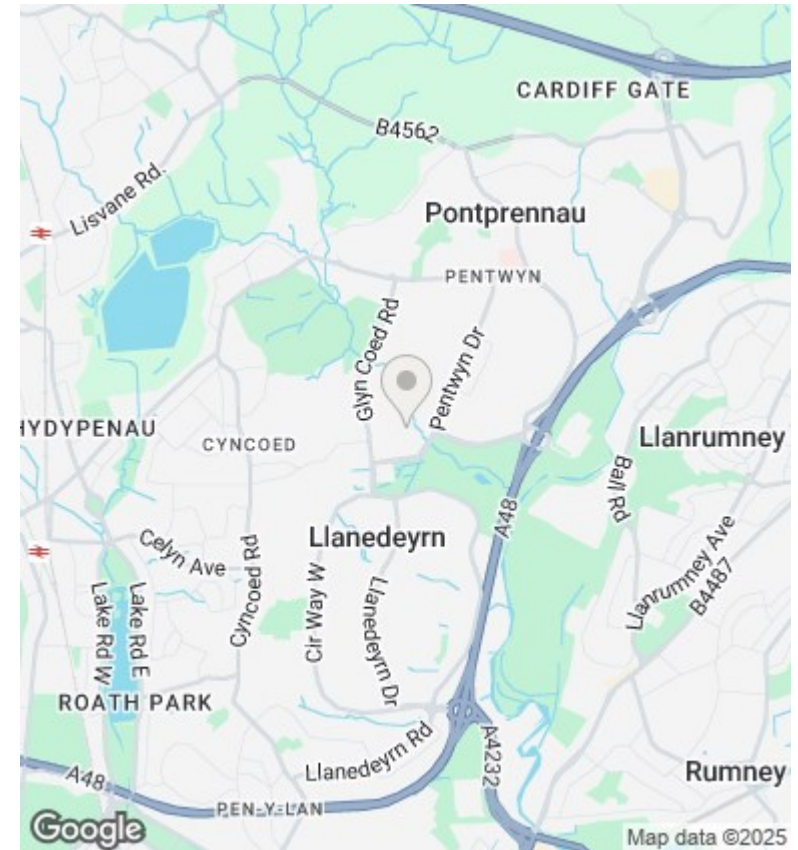 CARDIFF GATE
B4562
Lisvane Rd.
Pontprennau
PENTWYN
Glyn Coed Rd
Pentwyn Dr
HYDYPENAU
CYNCOED
Llanrumney
Ball Rd
A48
Llanedeyrn
Celyn Ave
Cyncoed Rd
Clr Way W
Llanedeyrn Dr
Llanrumney Ave
B4487
Lake Rd W
Lake Rd E
ROATH PARK
Llanedeyrn Rd
A4232
Rumney
A48
PEN-Y-LAN
Google
Map data ©2025